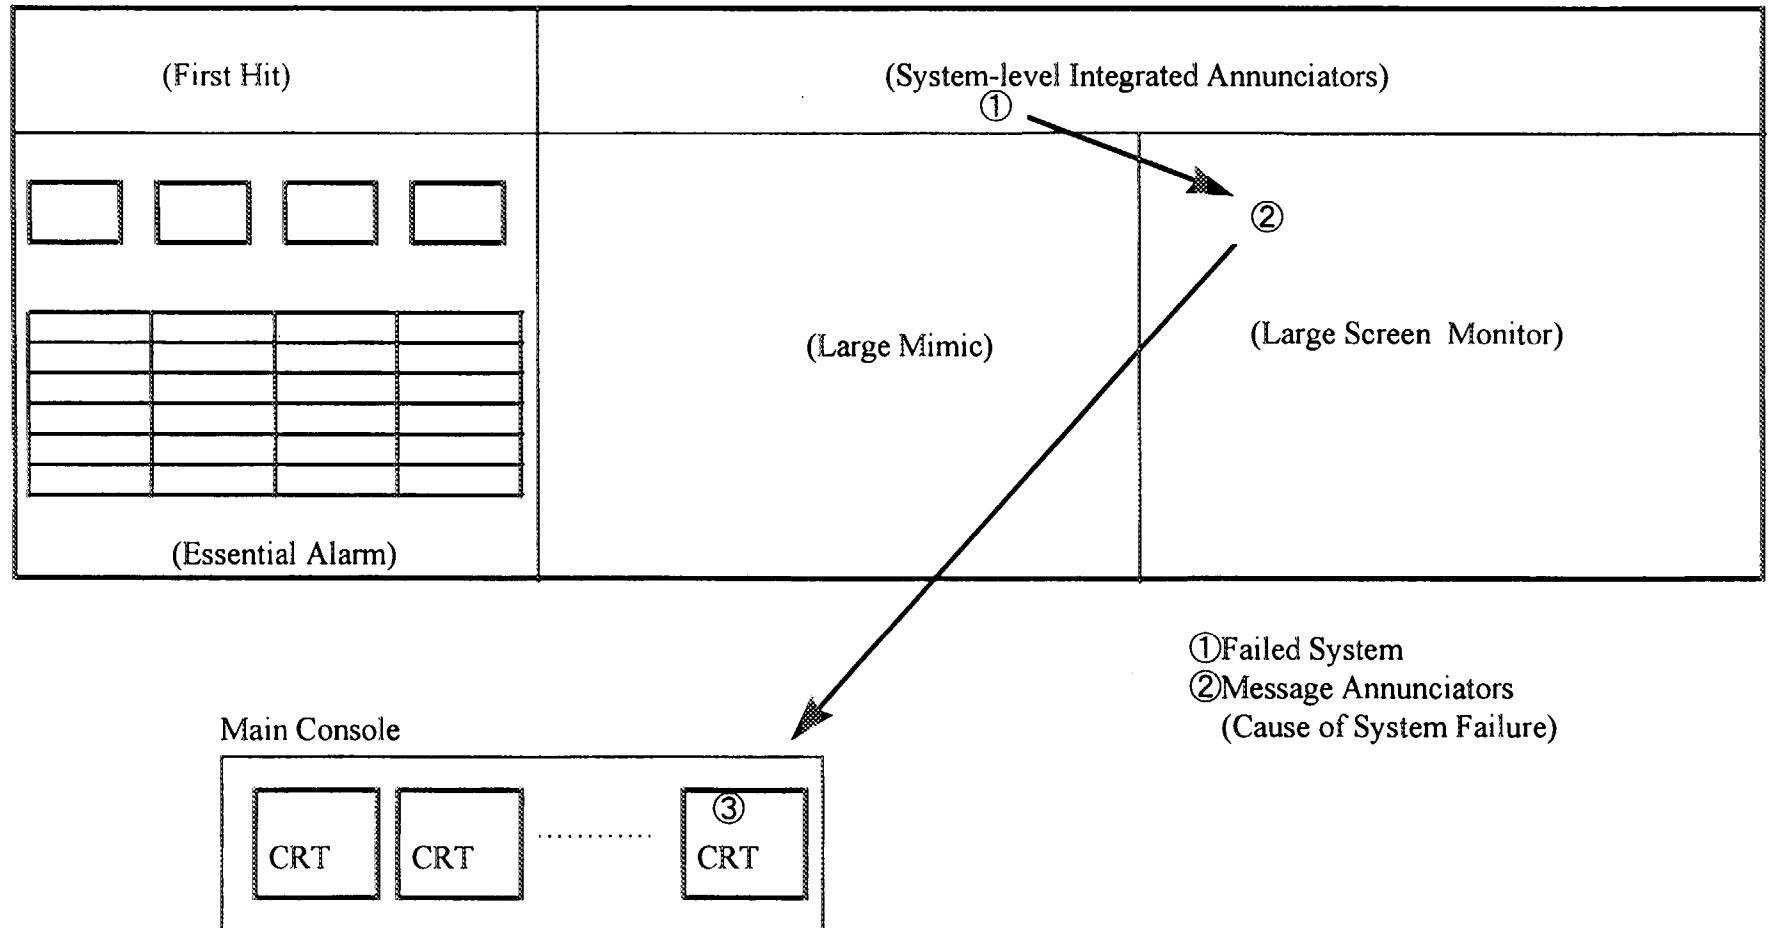 (First Hit)
(System-level Integrated Annunciators)
①
②
(Large Mimic)
(Large Screen Monitor)
(Essential Alarm)
①Failed System
②Message Annunciators
(Cause of System Failure)
Main Console
③
CRT CRT ............ CRT